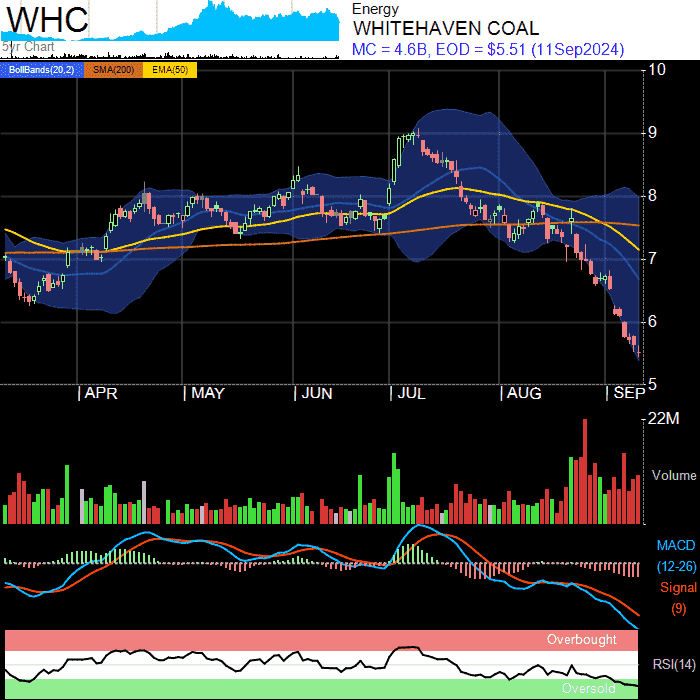 WHC
5yr Chart
Energy
WHITEHAVEN COAL
MC = 4.6B, EOD = $5.51 (11Sep2024)
BollBands(20,2) SMA(200) EMA(50)
10
9
8
7
6
5
APR MAY JUN JUL AUG SEP
22M
Volume
MACD
(12-26)
Signal
(9)
Overbought
RSI(14)
Oversold